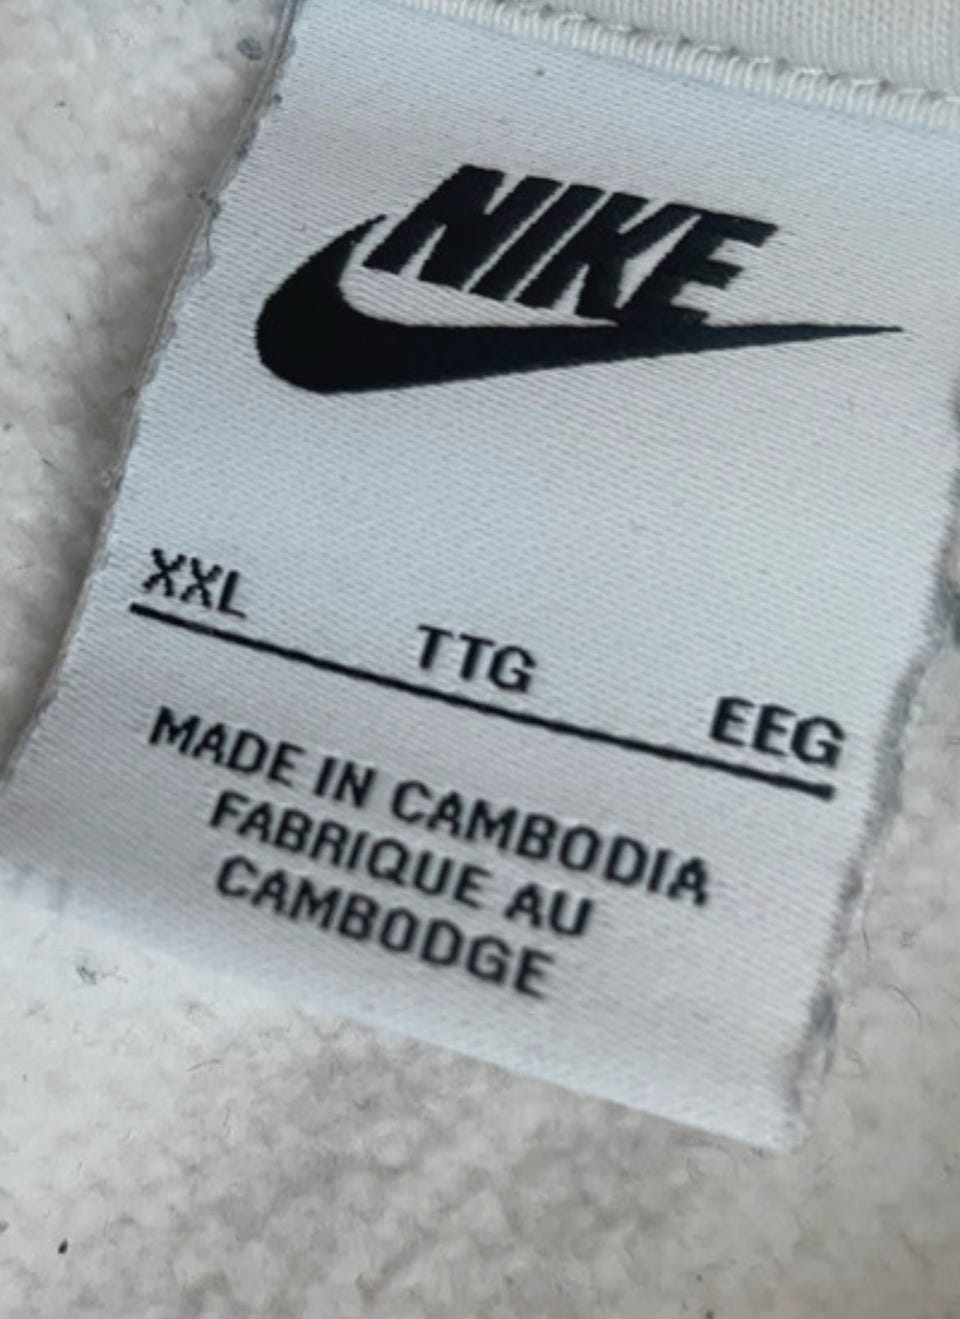 NIKE
XXL TTG EEG
MADE IN CAMBODIA
FABRIQUE AU
CAMBODGE